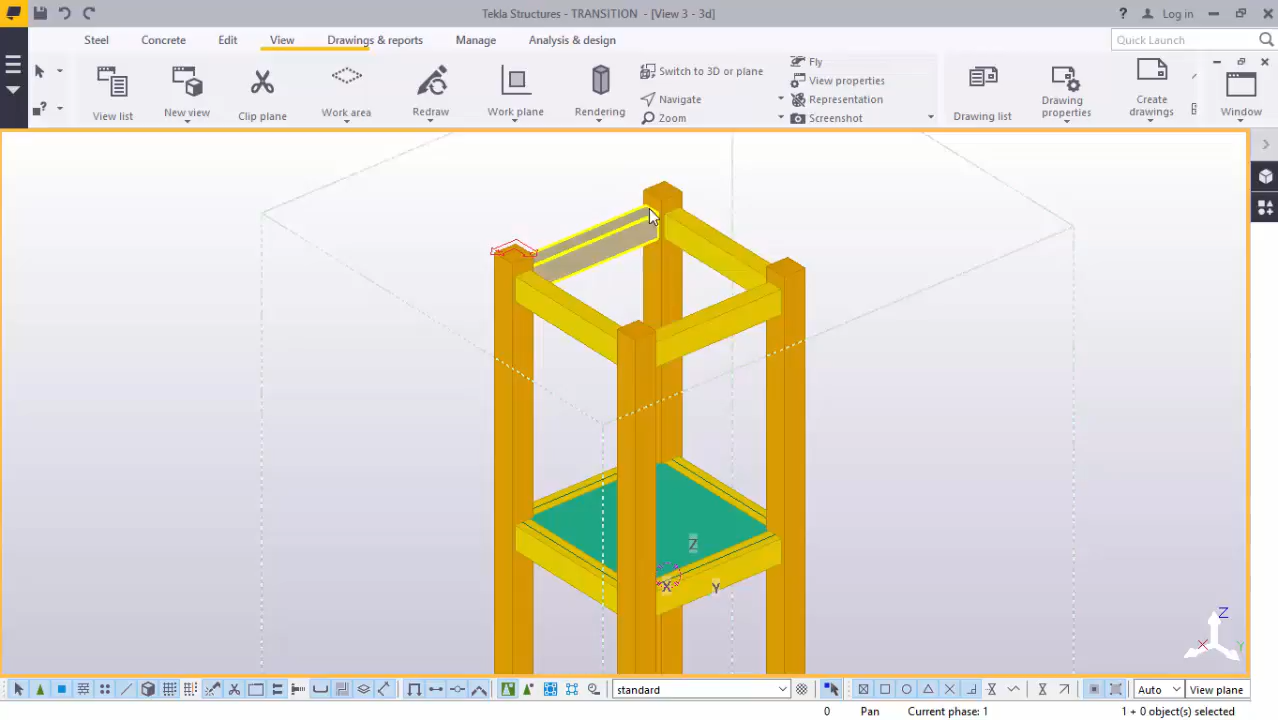 Tekla Structures - TRANSITION - [View 3 - 3d]
? Log in
Steel Concrete Edit View Drawings & reports Manage Analysis & design
Quick Launch
View list
New view
Clip plane
Work area
Redraw
Work plane
Rendering
Switch to 3D or plane
Navigate
Zoom
Fly
View properties
Representation
Screenshot
Drawing list
Drawing properties
Create drawings
Window
Z
X Y
Z
X Y
standard
Auto
View plane
0 Pan Current phase: 1 1 + 0 object(s) selected